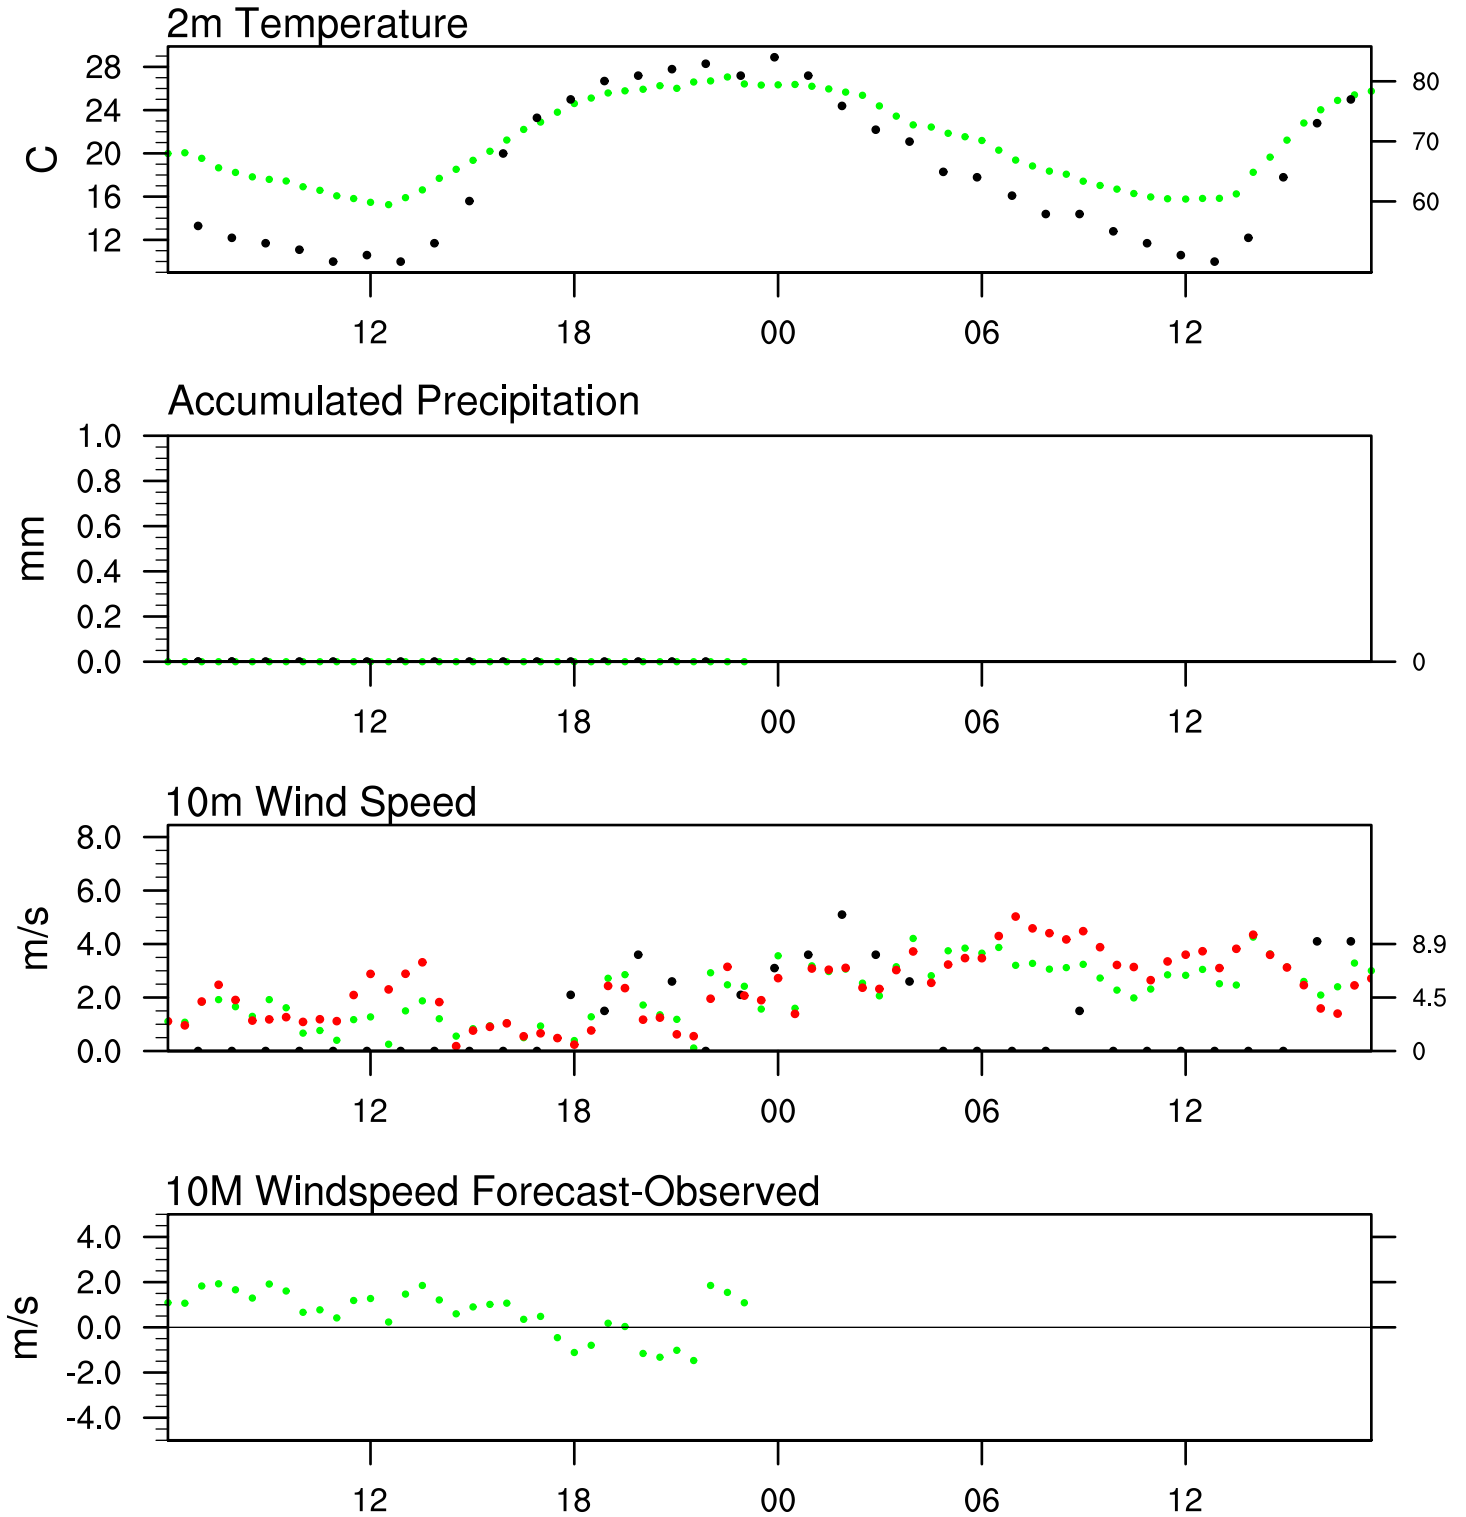 2m Temperature
28
24
20
16
12
C
80
70
60
12 18 00 06 12
Accumulated Precipitation
1.0
0.8
0.6
0.4
0.2
0.0
mm
0
12 18 00 06 12
10m Wind Speed
8.0
6.0
4.0
2.0
0.0
m/s
8.9
4.5
0
12 18 00 06 12
10M Windspeed Forecast-Observed
4.0
2.0
0.0
-2.0
-4.0
m/s
12 18 00 06 12